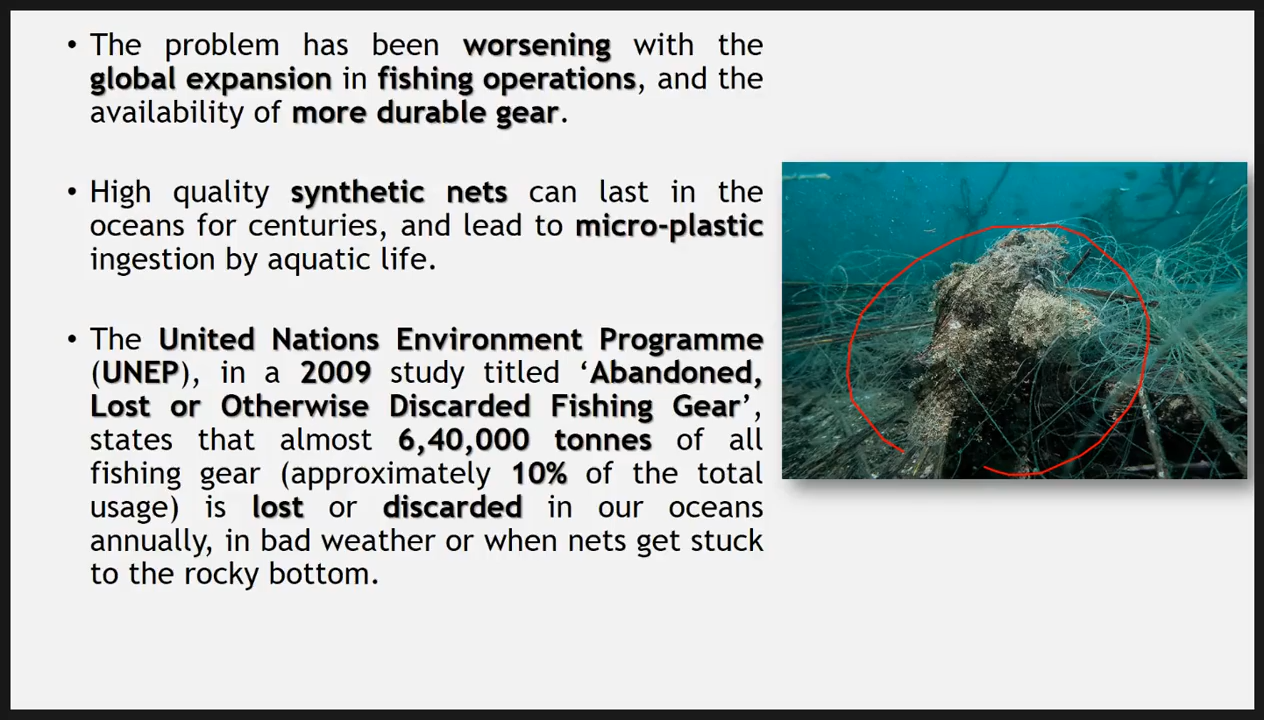 • The problem has been worsening with the
global expansion in fishing operations, and the
availability of more durable gear.
• High quality synthetic nets can last in the
oceans for centuries, and lead to micro-plastic
ingestion by aquatic life.
• The United Nations Environment Programme
(UNEP), in a 2009 study titled ‘Abandoned,
Lost or Otherwise Discarded Fishing Gear’,
states that almost 6,40,000 tonnes of all
fishing gear (approximately 10% of the total
usage) is lost or discarded in our oceans
annually, in bad weather or when nets get stuck
to the rocky bottom.